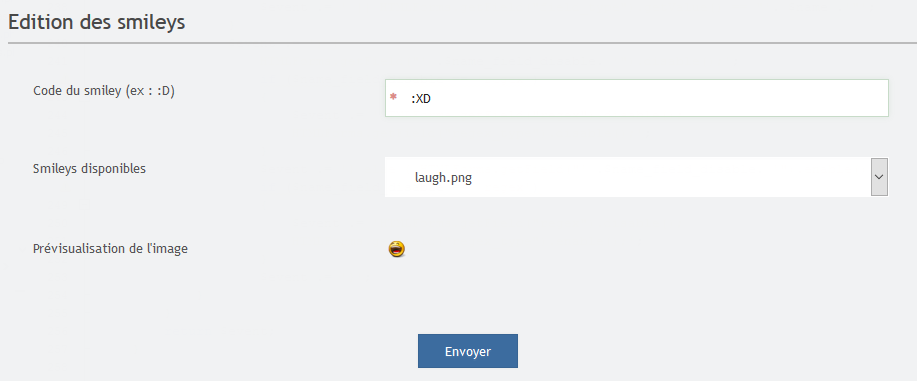 Edition des smileys
Code du smiley (ex : :D)
* :XD
Smileys disponibles
laugh.png
Prévisualisation de l'image
Envoyer